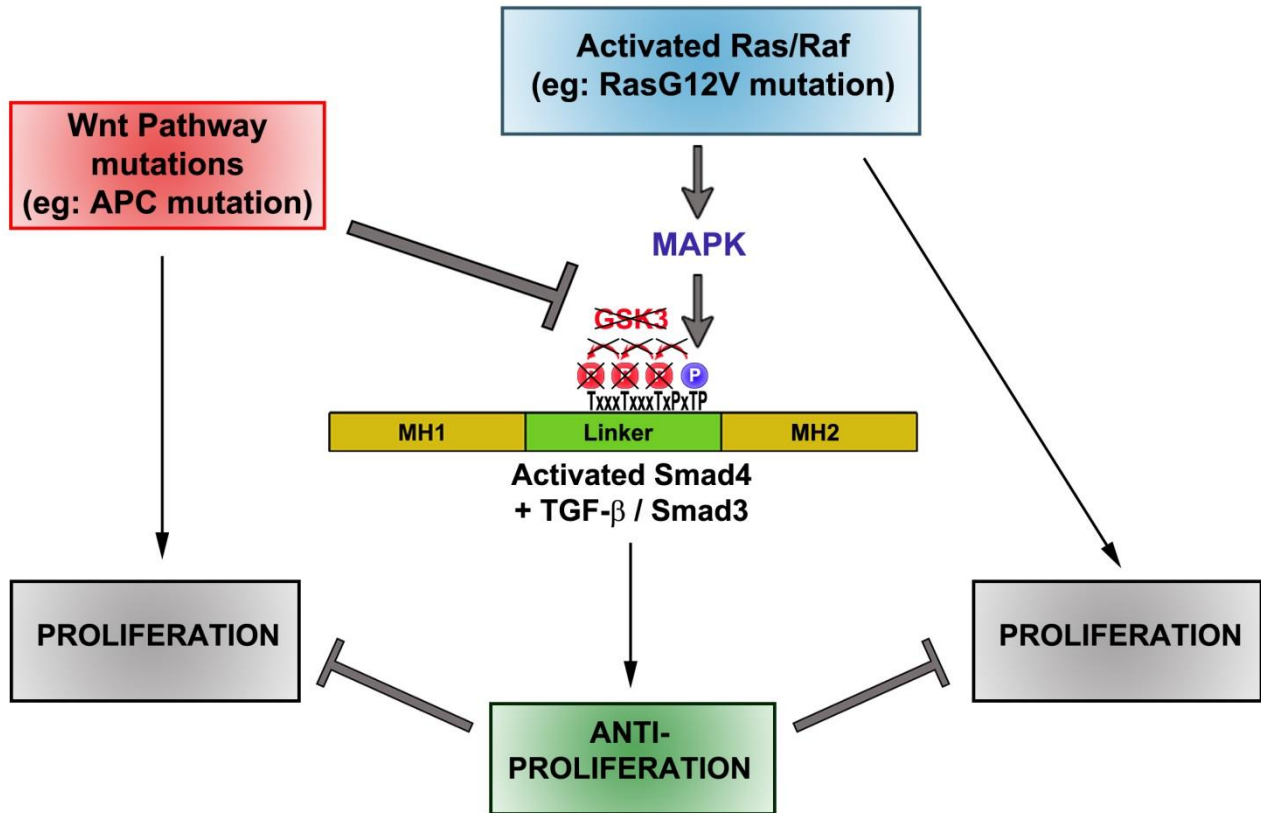 Activated Ras/Raf
(eg: RasG12V mutation)
Wnt Pathway
mutations
(eg: APC mutation)
MAPK
GSK3
P
TxxxTxxxTxPxTP
MH1
Linker
MH2
Activated Smad4
+ TGF-β / Smad3
PROLIFERATION
PROLIFERATION
ANTI-
PROLIFERATION